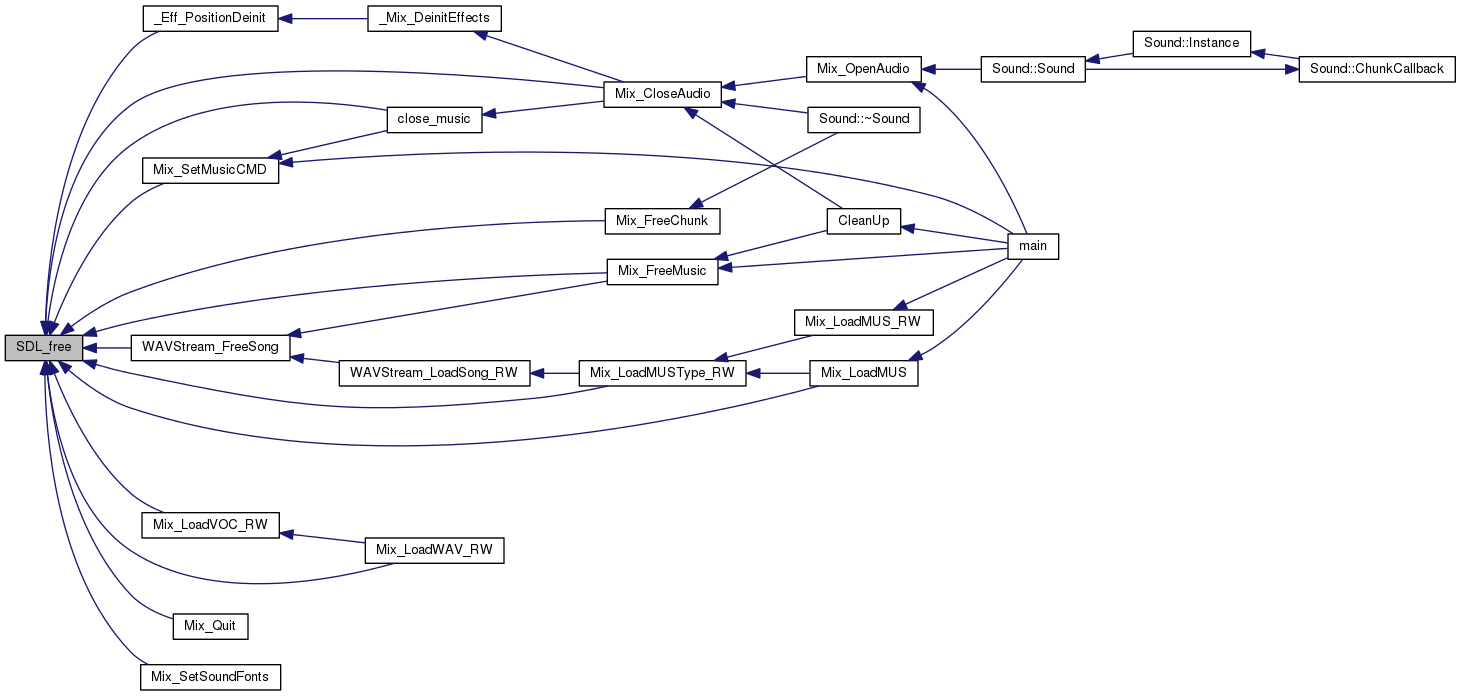 _Eff_PositionDeinit
_Mix_DeinitEffects
Sound::Instance
Mix_OpenAudio
Sound::Sound
Sound::ChunkCallback
Mix_CloseAudio
close_music
Sound::~Sound
Mix_SetMusicCMD
Mix_FreeChunk
CleanUp
main
Mix_FreeMusic
Mix_LoadMUS_RW
SDL_free
WAVStream_FreeSong
WAVStream_LoadSong_RW
Mix_LoadMUSType_RW
Mix_LoadMUS
Mix_LoadVOC_RW
Mix_LoadWAV_RW
Mix_Quit
Mix_SetSoundFonts